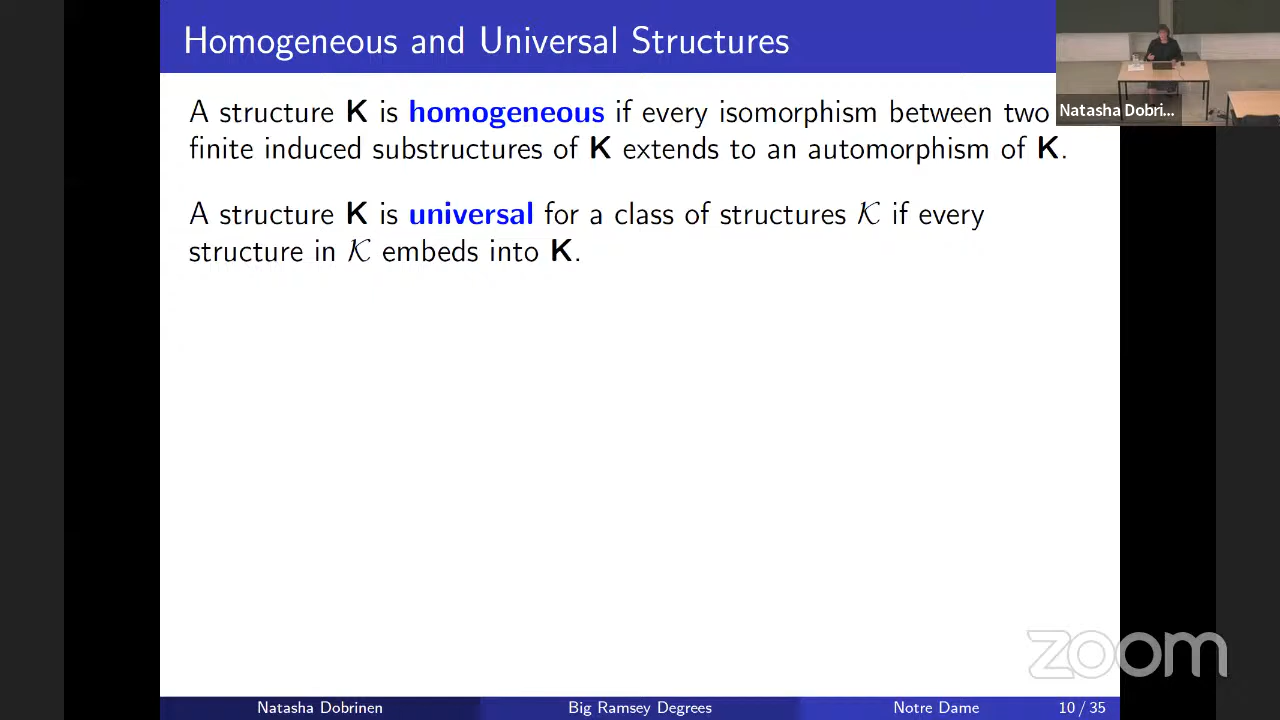 Homogeneous and Universal Structures
A structure K is homogeneous if every isomorphism between two
finite induced substructures of K extends to an automorphism of K.
A structure K is universal for a class of structures 𝒦 if every
structure in 𝒦 embeds into K.
Natasha Dobri...
zoom
Natasha Dobrinen
Big Ramsey Degrees
Notre Dame
10 / 35